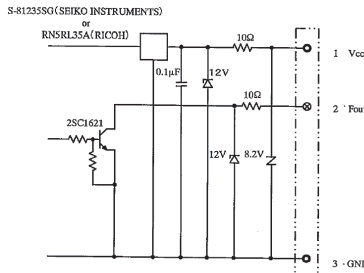 S-81235SG(SEIKO INSTRUMENTS)
or
RN5RL35A(RICOH)
10Ω
1 Vcc
0.1μF
12V
10Ω
2 Fou
2SC1621
12V
8.2V
3 GND